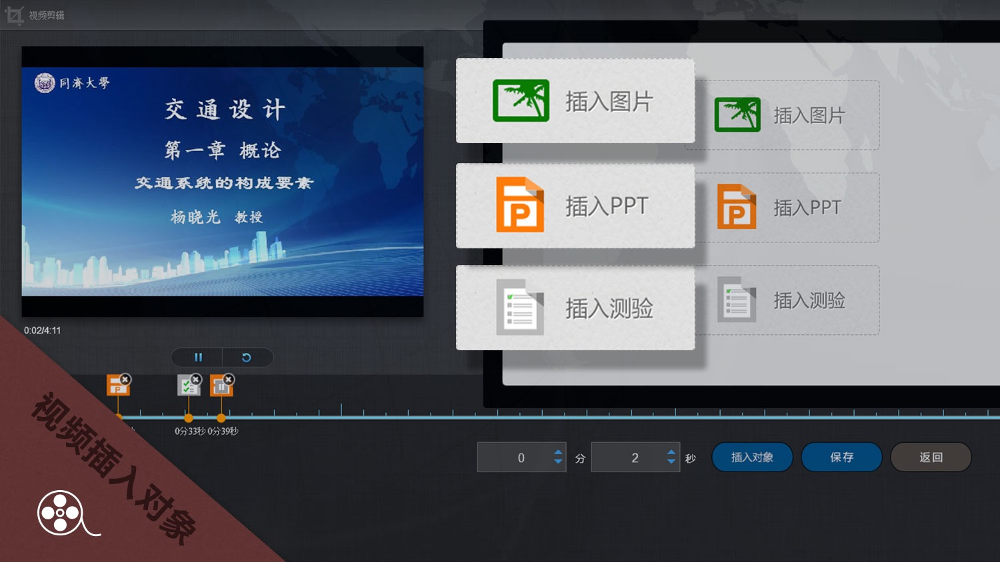 视频剪辑
同濟大學
交通设计
第一章 概论
交通系统的构成要素
杨晓光 教授
0:02/4:11
插入图片
插入PPT
插入测验
插入图片
插入PPT
插入测验
秒
0分33秒
0分39秒
0
分
2
秒
插入对象
保存
返回
视频插入对象